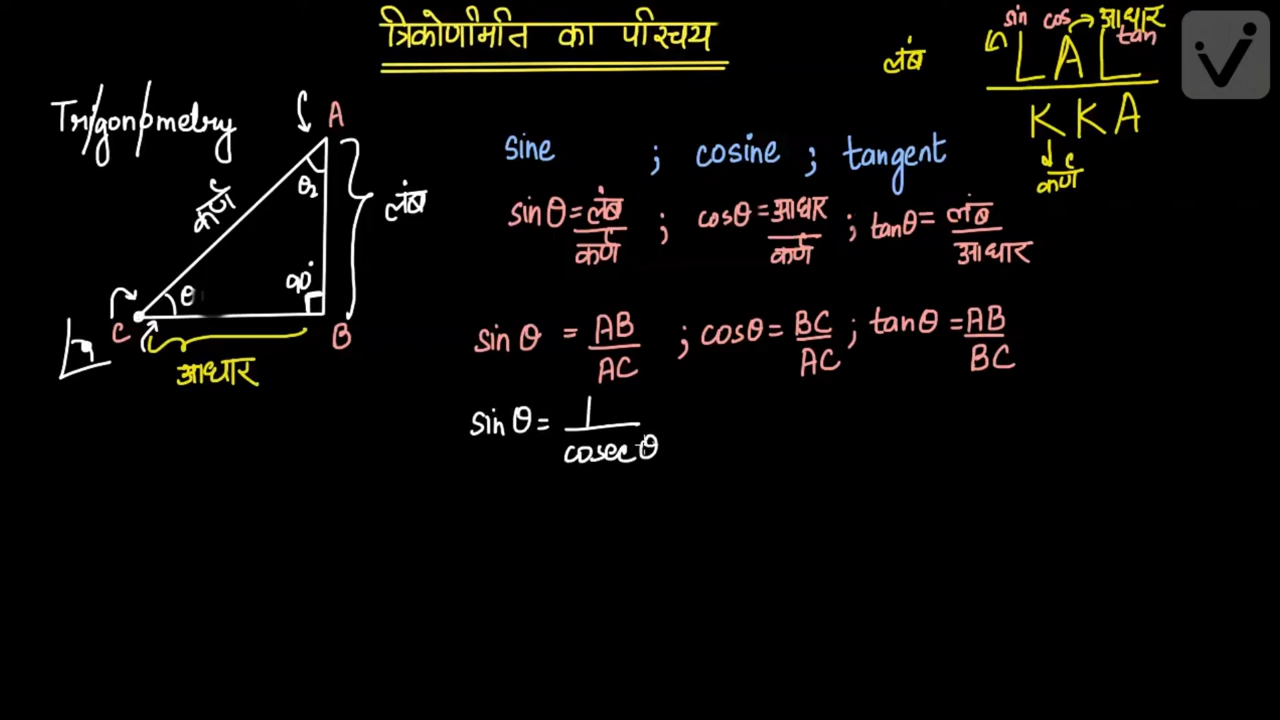 त्रिकोणमिति का परिचय
sin cos → आधार
tan
लंब LAL
KKA
कर्ण
Trigonometry
A
θ₂
कर्ण
लंब
90°
θ
C
B
आधार
sine ; cosine ; tangent
sinθ = लंब/कर्ण ; cosθ = आधार/कर्ण ; tanθ = लंब/आधार
sinθ = AB/AC ; cosθ = BC/AC ; tanθ = AB/BC
sinθ = 1/cosecθ